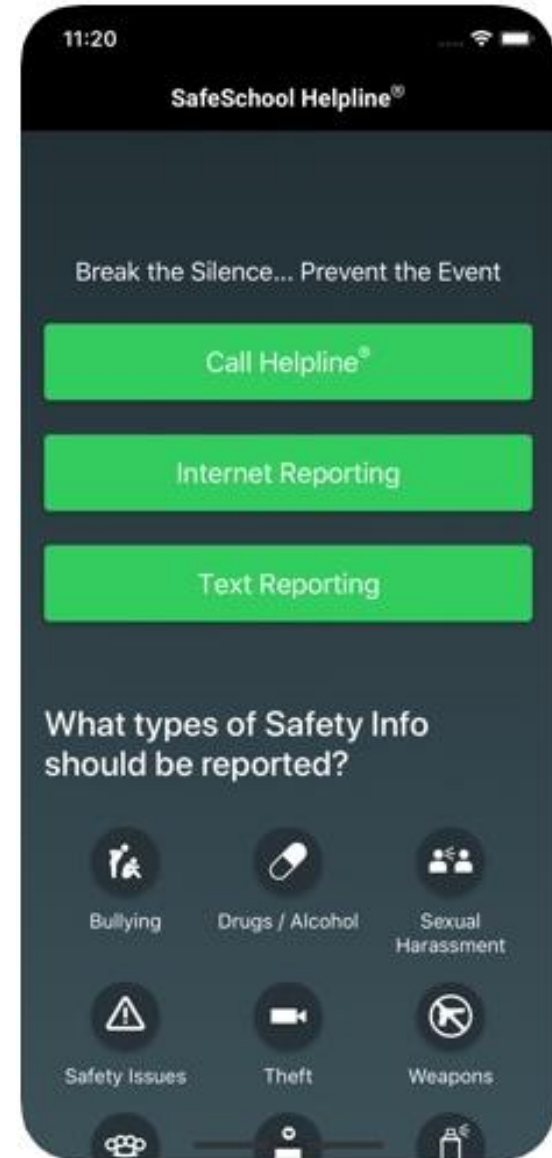 11:20
SafeSchool Helpline®
Break the Silence... Prevent the Event
Call Helpline®
Internet Reporting
Text Reporting
What types of Safety Info
should be reported?
Bullying
Drugs / Alcohol
Sexual
Harassment
Safety Issues
Theft
Weapons